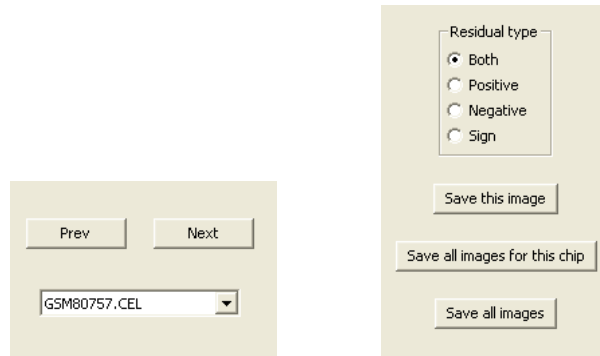 Residual type
Both
Positive
Negative
Sign
Save this image
Prev Next
Save all images for this chip
GSM80757.CEL
Save all images